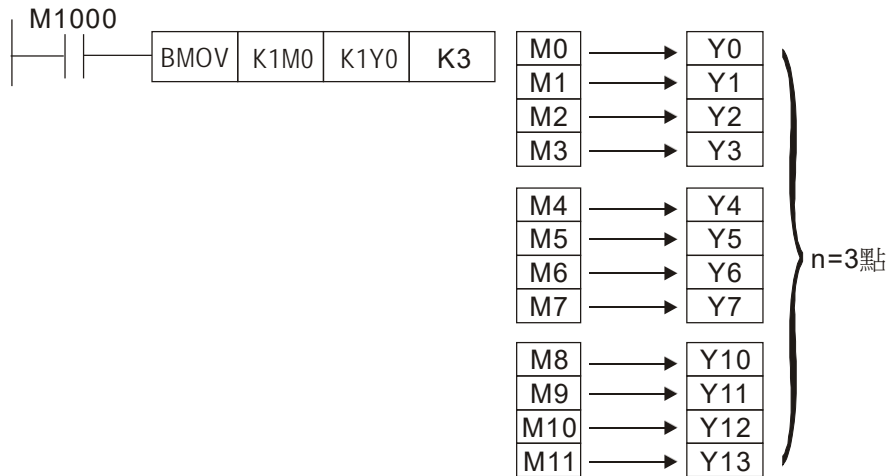 M1000
BMOV K1M0 K1Y0 K3
M0 Y0
M1 Y1
M2 Y2
M3 Y3
M4 Y4
M5 Y5
M6 Y6
M7 Y7
n=3點
M8 Y10
M9 Y11
M10 Y12
M11 Y13